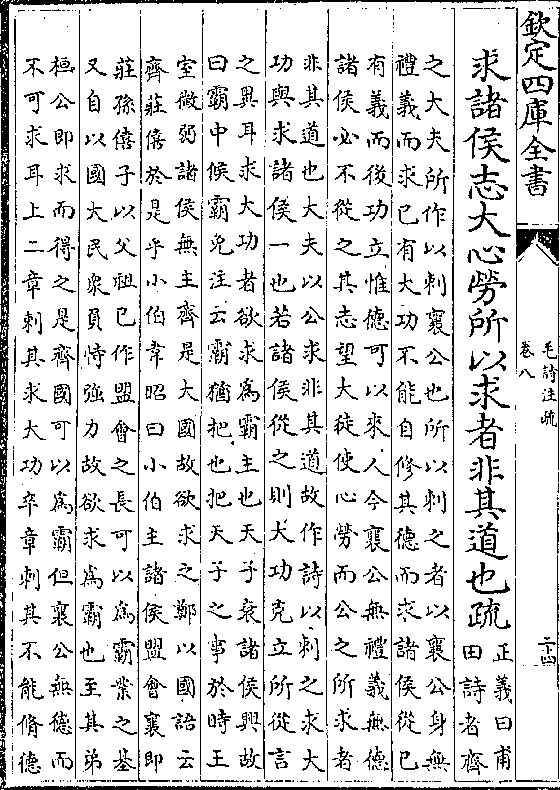 欽定四庫全書
毛詩注疏
卷八
二十四
求諸侯志大心勞所以求者非其道也疏
正義曰甫
田詩者齊
之大夫所作以刺襄公也所以刺之者以襄公身無
禮義而求已有大功不能自修其德而求諸侯從已
有義而後功立惟德可以來人今襄公無禮義無德
諸侯必不從之其志望大徒使心勞而公之所求者
非其道也大夫以公求非其道故作詩以刺之求大
功與求諸侯一也若諸侯從之則大功克立所從言
之異耳求大功者欲求為霸主也天子衰諸侯興故
曰霸中候霸免注云霸猶把也把天子之事於時王
室微弱諸侯無主齊是大國故欲求之鄭以國語云
齊莊僖於是乎小伯韋昭曰小伯主諸侯盟會襄即
莊孫僖子以父祖已作盟會之長可以為霸業之基
又自以國大民衆負恃強力故欲求為霸也至其弟
桓公即求而得之是齊國可以為霸但襄公無德而
不可求耳上二章刺其求大功卒章刺其不能脩德